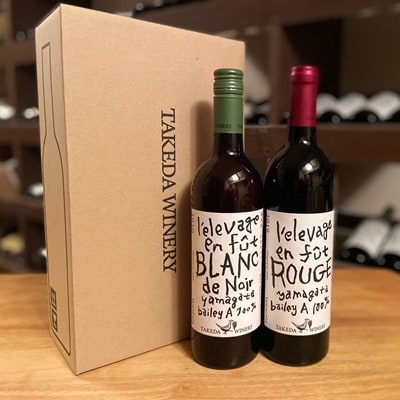 TAKEDA WINERY
l'elevage
en fût
BLANC
de Noir
yamagata
bailey A 100%
TAKEDA WINERY
l'elevage
en fût
ROUGE
yamagata
bailey A 100%
TAKEDA WINERY